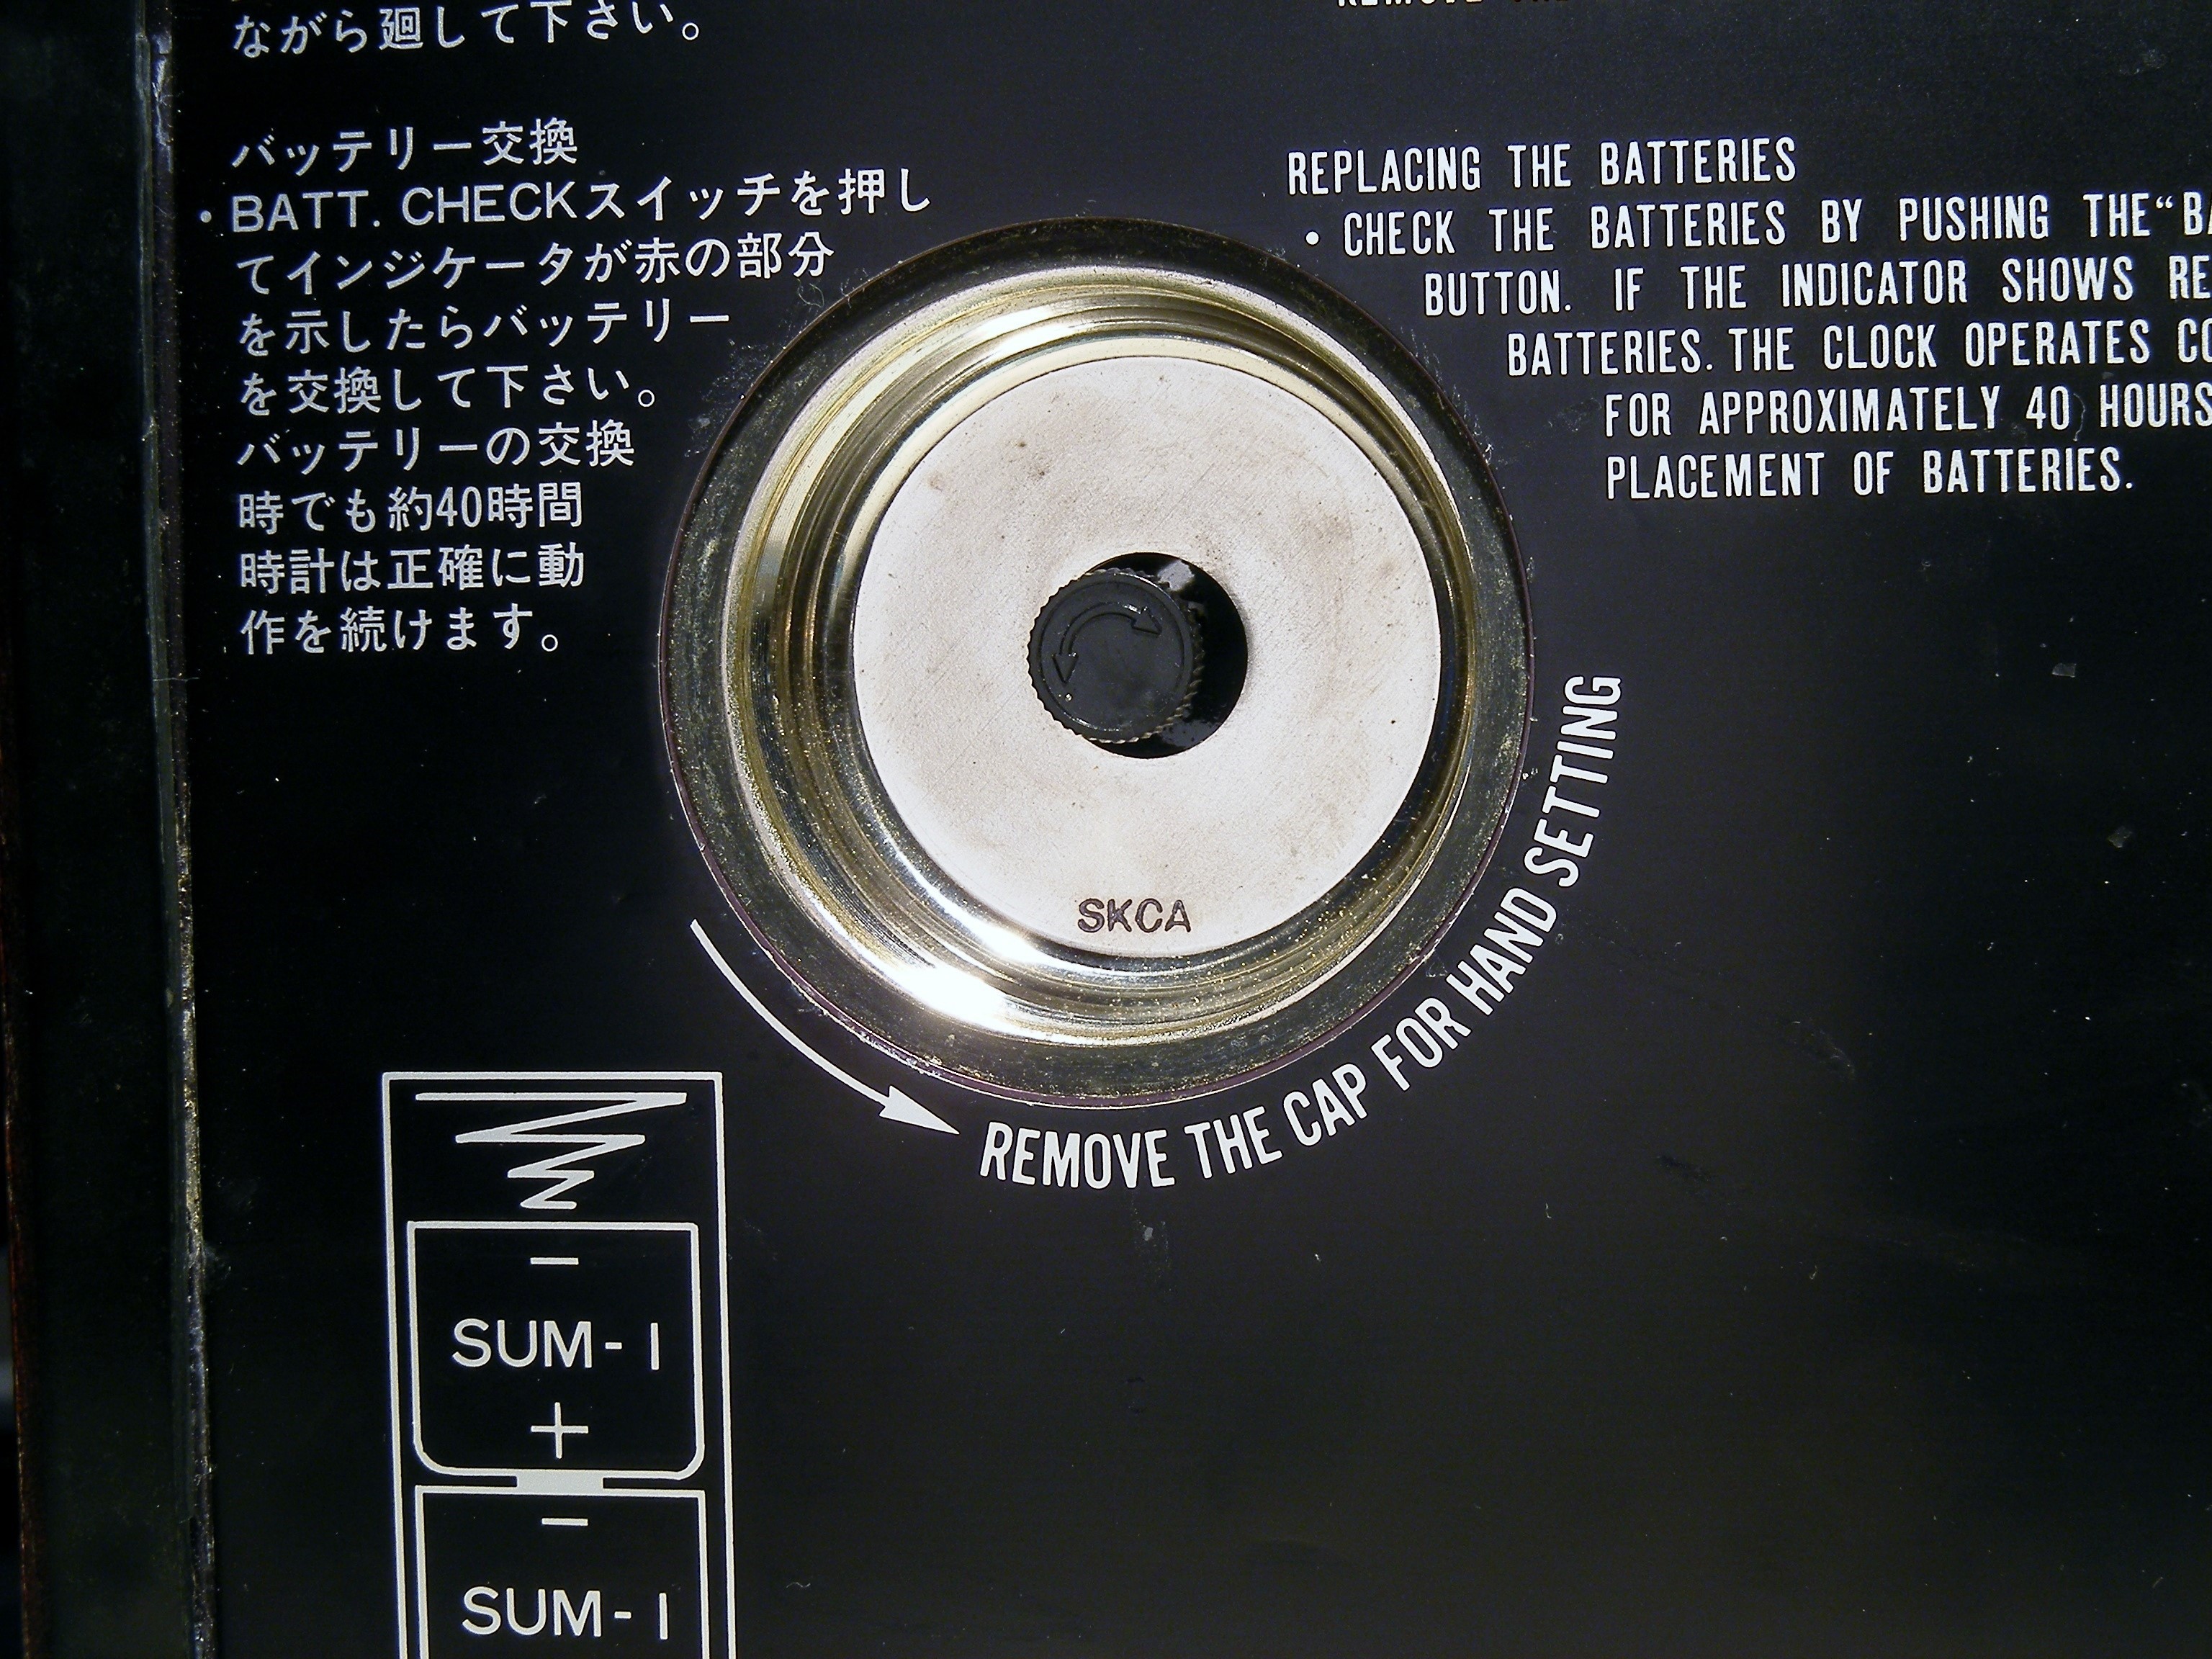 ながら廻して下さい。
バッテリー交換
・BATT. CHECKスイッチを押し
てインジケータが赤の部分
を示したらバッテリー
を交換して下さい。
バッテリーの交換
時でも約40時間
時計は正確に動
作を続けます。
REPLACING THE BATTERIES
• CHECK THE BATTERIES BY PUSHING THE “BA
BUTTON. IF THE INDICATOR SHOWS RE
BATTERIES. THE CLOCK OPERATES CO
FOR APPROXIMATELY 40 HOURS
PLACEMENT OF BATTERIES.
SKCA
REMOVE THE CAP FOR HAND SETTING
−
SUM-1
+
−
SUM-1